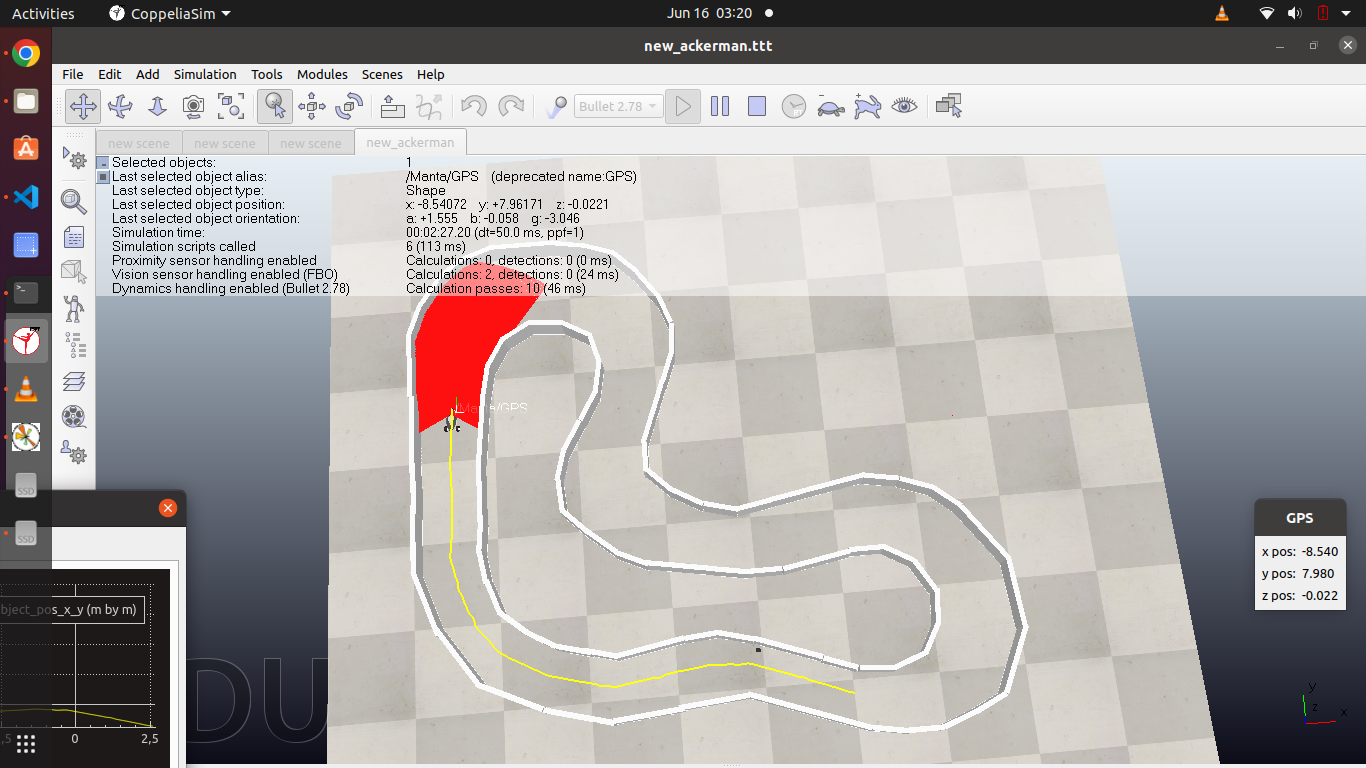 Activities CoppeliaSim Jun 16 03:20
new_ackerman.ttt
File Edit Add Simulation Tools Modules Scenes Help
Bullet 2.78
new scene new scene new scene new_ackerman
Selected objects: 1
Last selected object alias: /Manta/GPS (deprecated name:GPS)
Last selected object type: Shape
Last selected object position: x: -8.54072 y: +7.96171 z: -0.0221
Last selected object orientation: a: +1.555 b: -0.058 g: -3.046
Simulation time: 00:02:27.20 (dt=50.0 ms, ppf=1)
Simulation scripts called 6 (113 ms)
Proximity sensor handling enabled Calculations: 0, detections: 0 (0 ms)
Vision sensor handling enabled (FBO) Calculations: 2, detections: 0 (24 ms)
Dynamics handling enabled (Bullet 2.78) Calculation passes: 10 (46 ms)
/Manta/GPS
SSD
SSD
GPS
x pos: -8.540
y pos: 7.980
z pos: -0.022
bject_pos_x_y (m by m)
DU
,5 0 2,5
y
z
x